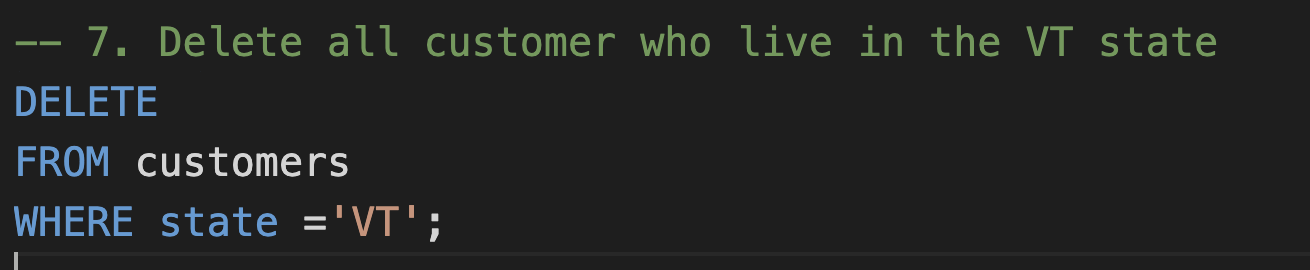 -- 7. Delete all customer who live in the VT state
DELETE
FROM customers
WHERE state ='VT';